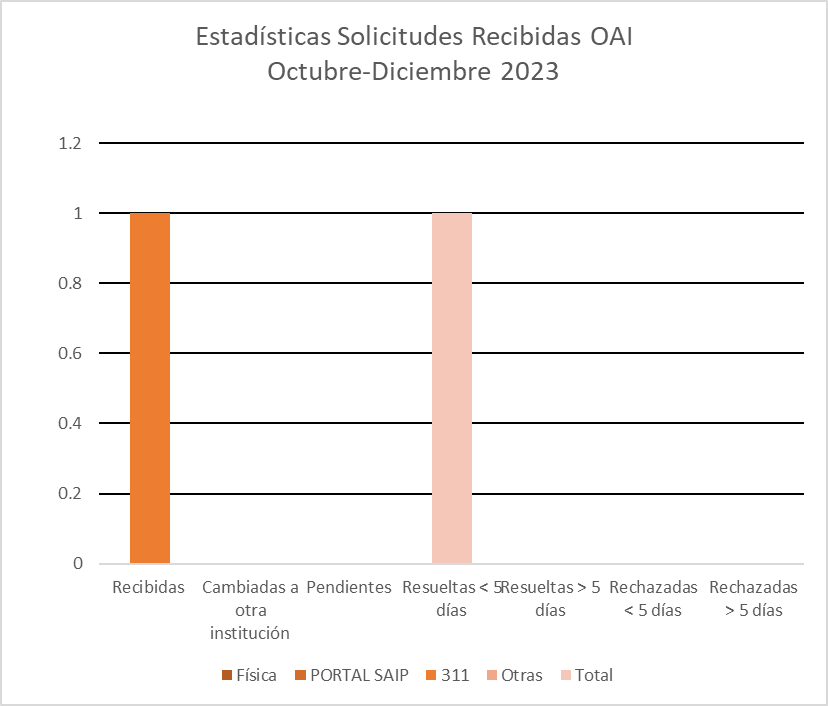 Estadísticas Solicitudes Recibidas OAI
Octubre-Diciembre 2023
1.2
1
0.8
0.6
0.4
0.2
0
Recibidas
Cambiadas a
otra
institución
Pendientes
Resueltas < 5
días
Resueltas > 5
días
Rechazadas
< 5 días
Rechazadas
> 5 días
Física
PORTAL SAIP
311
Otras
Total